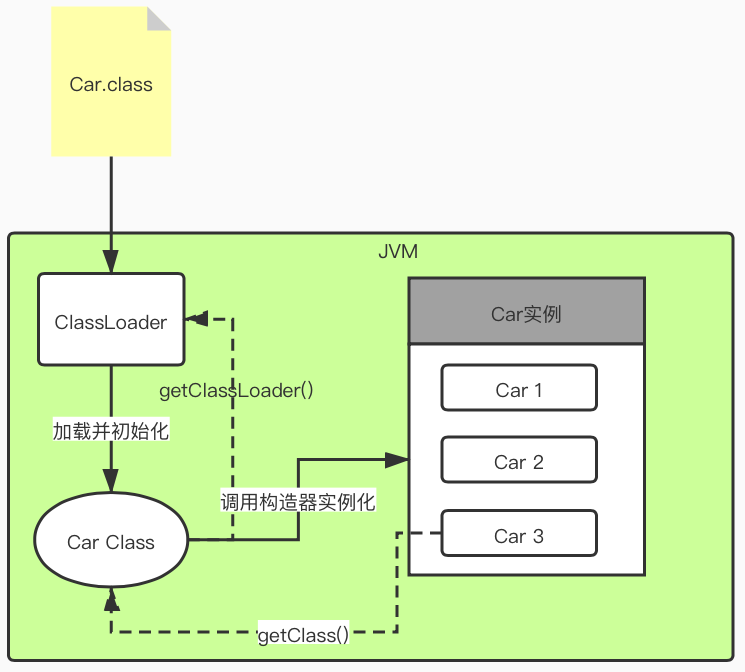 Car.class
JVM
ClassLoader
Car实例
getClassLoader()
Car 1
加载并初始化
Car 2
调用构造器实例化
Car Class
Car 3
getClass()